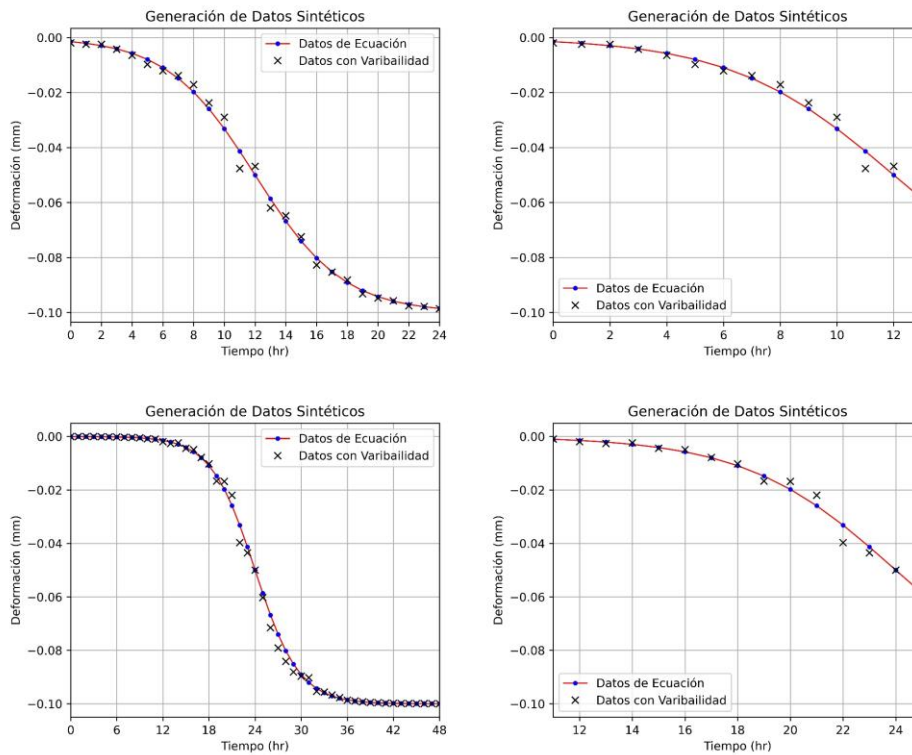 Generación de Datos Sintéticos
0.00
−0.02
−0.04
−0.06
−0.08
−0.10
Deformación (mm)
Datos de Ecuación
Datos con Varibailidad
0 2 4 6 8 10 12 14 16 18 20 22 24
Tiempo (hr)
Generación de Datos Sintéticos
0.00
−0.02
−0.04
−0.06
−0.08
−0.10
Deformación (mm)
Datos de Ecuación
Datos con Varibailidad
0 2 4 6 8 10 12
Tiempo (hr)
Generación de Datos Sintéticos
0.00
−0.02
−0.04
−0.06
−0.08
−0.10
Deformación (mm)
Datos de Ecuación
Datos con Varibailidad
0 6 12 18 24 30 36 42 48
Tiempo (hr)
Generación de Datos Sintéticos
0.00
−0.02
−0.04
−0.06
−0.08
−0.10
Deformación (mm)
Datos de Ecuación
Datos con Varibailidad
12 14 16 18 20 22 24
Tiempo (hr)